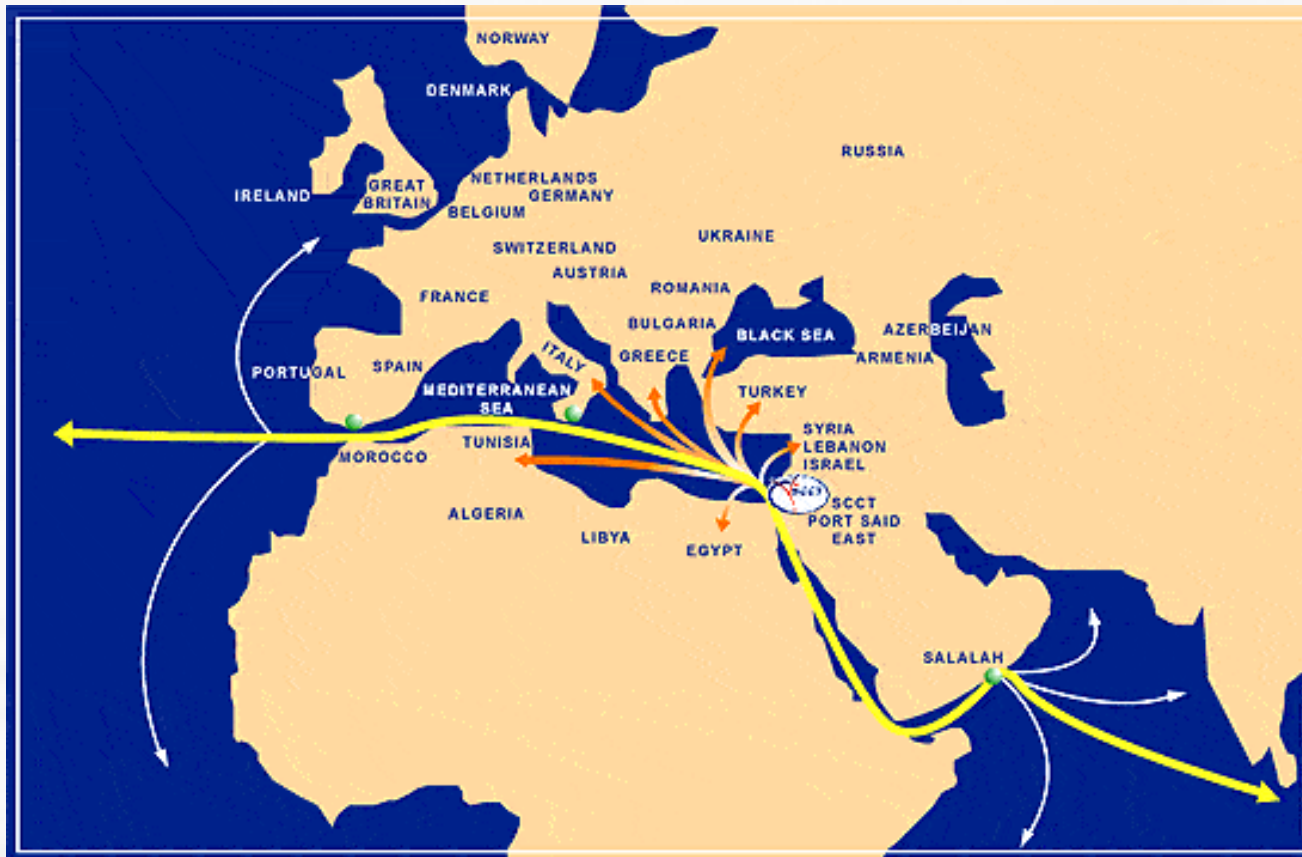 NORWAY
DENMARK
RUSSIA
NETHERLANDS
GERMANY
IRELAND
GREAT
BRITAIN
BELGIUM
UKRAINE
SWITZERLAND
AUSTRIA
ROMANIA
FRANCE
BULGARIA
BLACK SEA
AZERBEIJAN
ITALY
GREECE
ARMENIA
PORTUGAL
SPAIN
MEDITERRANEAN
SEA
TURKEY
TUNISIA
MOROCCO
SYRIA
LEBANON
ISRAEL
SCCT
PORT SAID
EAST
ALGERIA
LIBYA
EGYPT
SALALAH